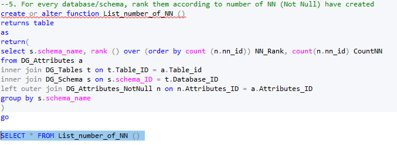 --5. For every database/schema, rank them according to number of NN (Not Null) have created
create or alter function List_number_of_NN ()
returns table
as
return(
select s.schema_name, rank () over (order by count (n.nn_id)) NN_Rank, count(n.nn_id) CountNN
from DG_Attributes a
inner join DG_Tables t on t.Table_ID = a.Table_id
inner join DG_Schema s on s.schema_ID = t.Database_ID
left outer join DG_Attributes_NotNull n on n.Attributes_ID = a.Attributes_ID
group by s.schema_name
)
go
SELECT * FROM List_number_of_NN ()